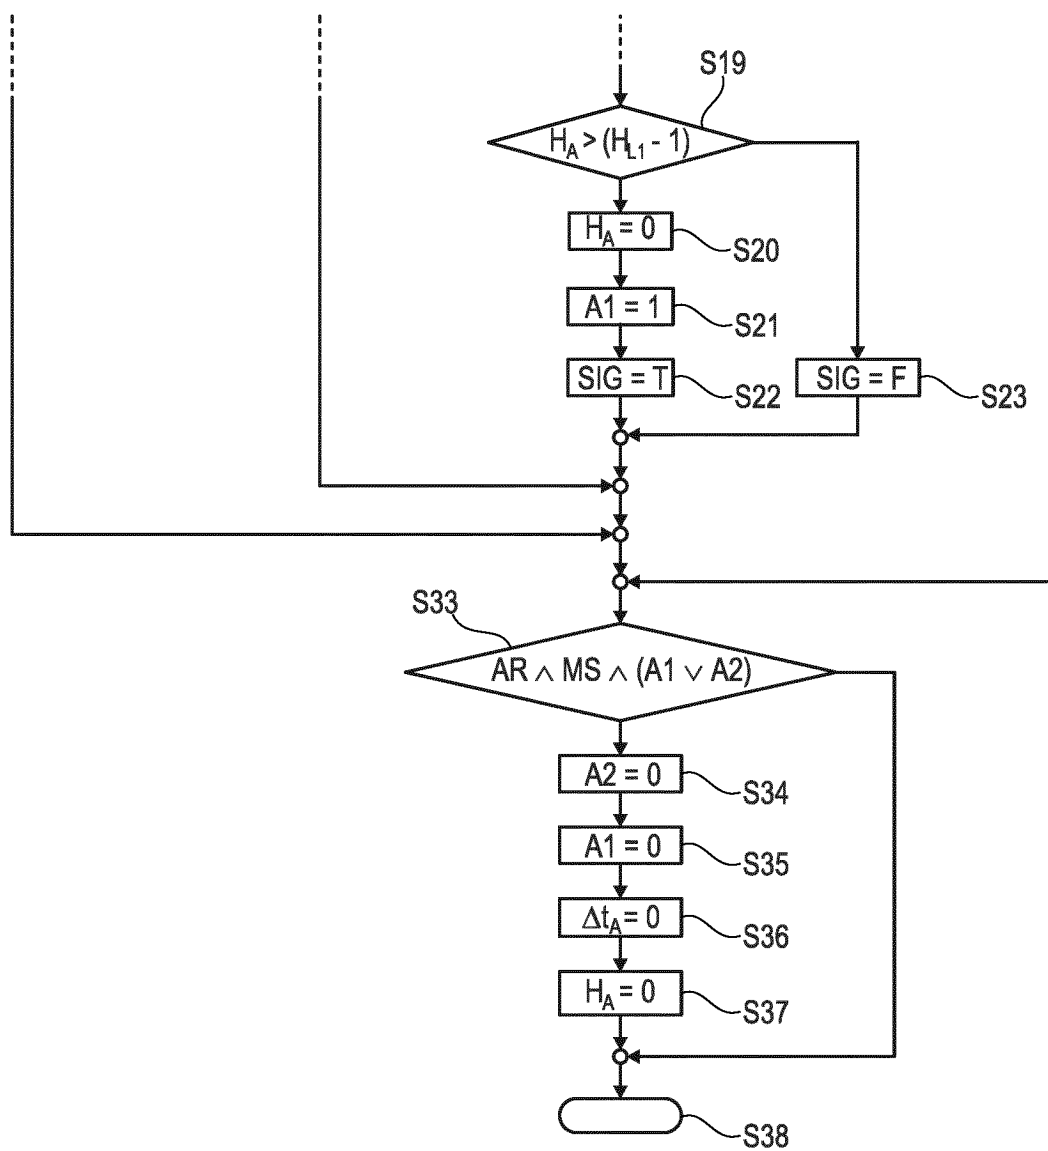 S19
H_A > (H_L1 - 1)
H_A = 0
S20
A1 = 1
S21
SIG = T
S22
SIG = F
S23
S33
AR ∧ MS ∧ (A1 ∨ A2)
A2 = 0
S34
A1 = 0
S35
Δt_A = 0
S36
H_A = 0
S37
S38